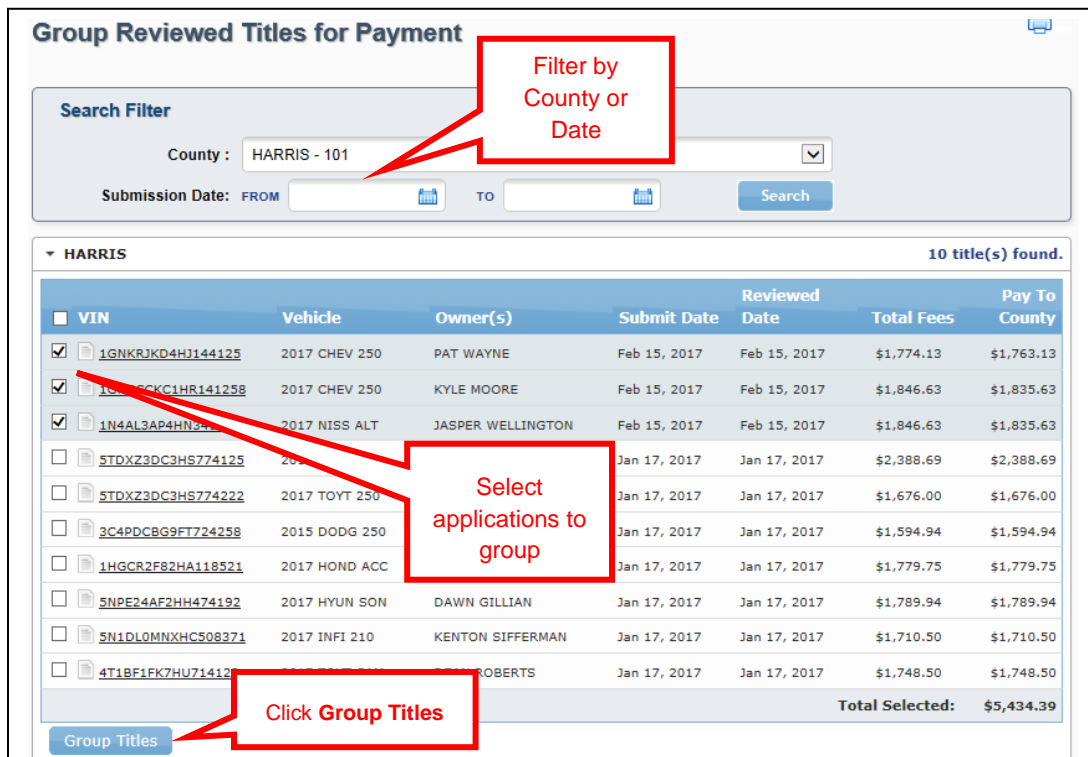 Group Reviewed Titles for Payment
Filter by
County or
Date
Search Filter
County : HARRIS - 101
Submission Date: FROM TO Search
HARRIS 10 title(s) found.
VIN Vehicle Owner(s) Submit Date Reviewed Date Total Fees Pay To County
1GNKRJKD4HJ144125 2017 CHEV 250 PAT WAYNE Feb 15, 2017 Feb 15, 2017 $1,774.13 $1,763.13
2017 CHEV 250 KYLE MOORE Feb 15, 2017 Feb 15, 2017 $1,846.63 $1,835.63
2017 NISS ALT JASPER WELLINGTON Feb 15, 2017 Feb 15, 2017 $1,846.63 $1,835.63
5TDXZ3DC3HS774125 Jan 17, 2017 Jan 17, 2017 $2,388.69 $2,388.69
5TDXZ3DC3HS774222 2017 TOYT 250 Jan 17, 2017 Jan 17, 2017 $1,676.00 $1,676.00
3C4PDCBG9FT724258 2015 DODG 250 Jan 17, 2017 Jan 17, 2017 $1,594.94 $1,594.94
1HGCR2F82HA118521 2017 HOND ACC Jan 17, 2017 Jan 17, 2017 $1,779.75 $1,779.75
5NPE24AF2HH474192 2017 HYUN SON DAWN GILLIAN Jan 17, 2017 Jan 17, 2017 $1,789.94 $1,789.94
5N1DL0MNXHC508371 2017 INFI 210 KENTON SIFFERMAN Jan 17, 2017 Jan 17, 2017 $1,710.50 $1,710.50
ROBERTS Jan 17, 2017 Jan 17, 2017 $1,748.50 $1,748.50
Select
applications to
group
Total Selected: $5,434.39
Click Group Titles
Group Titles